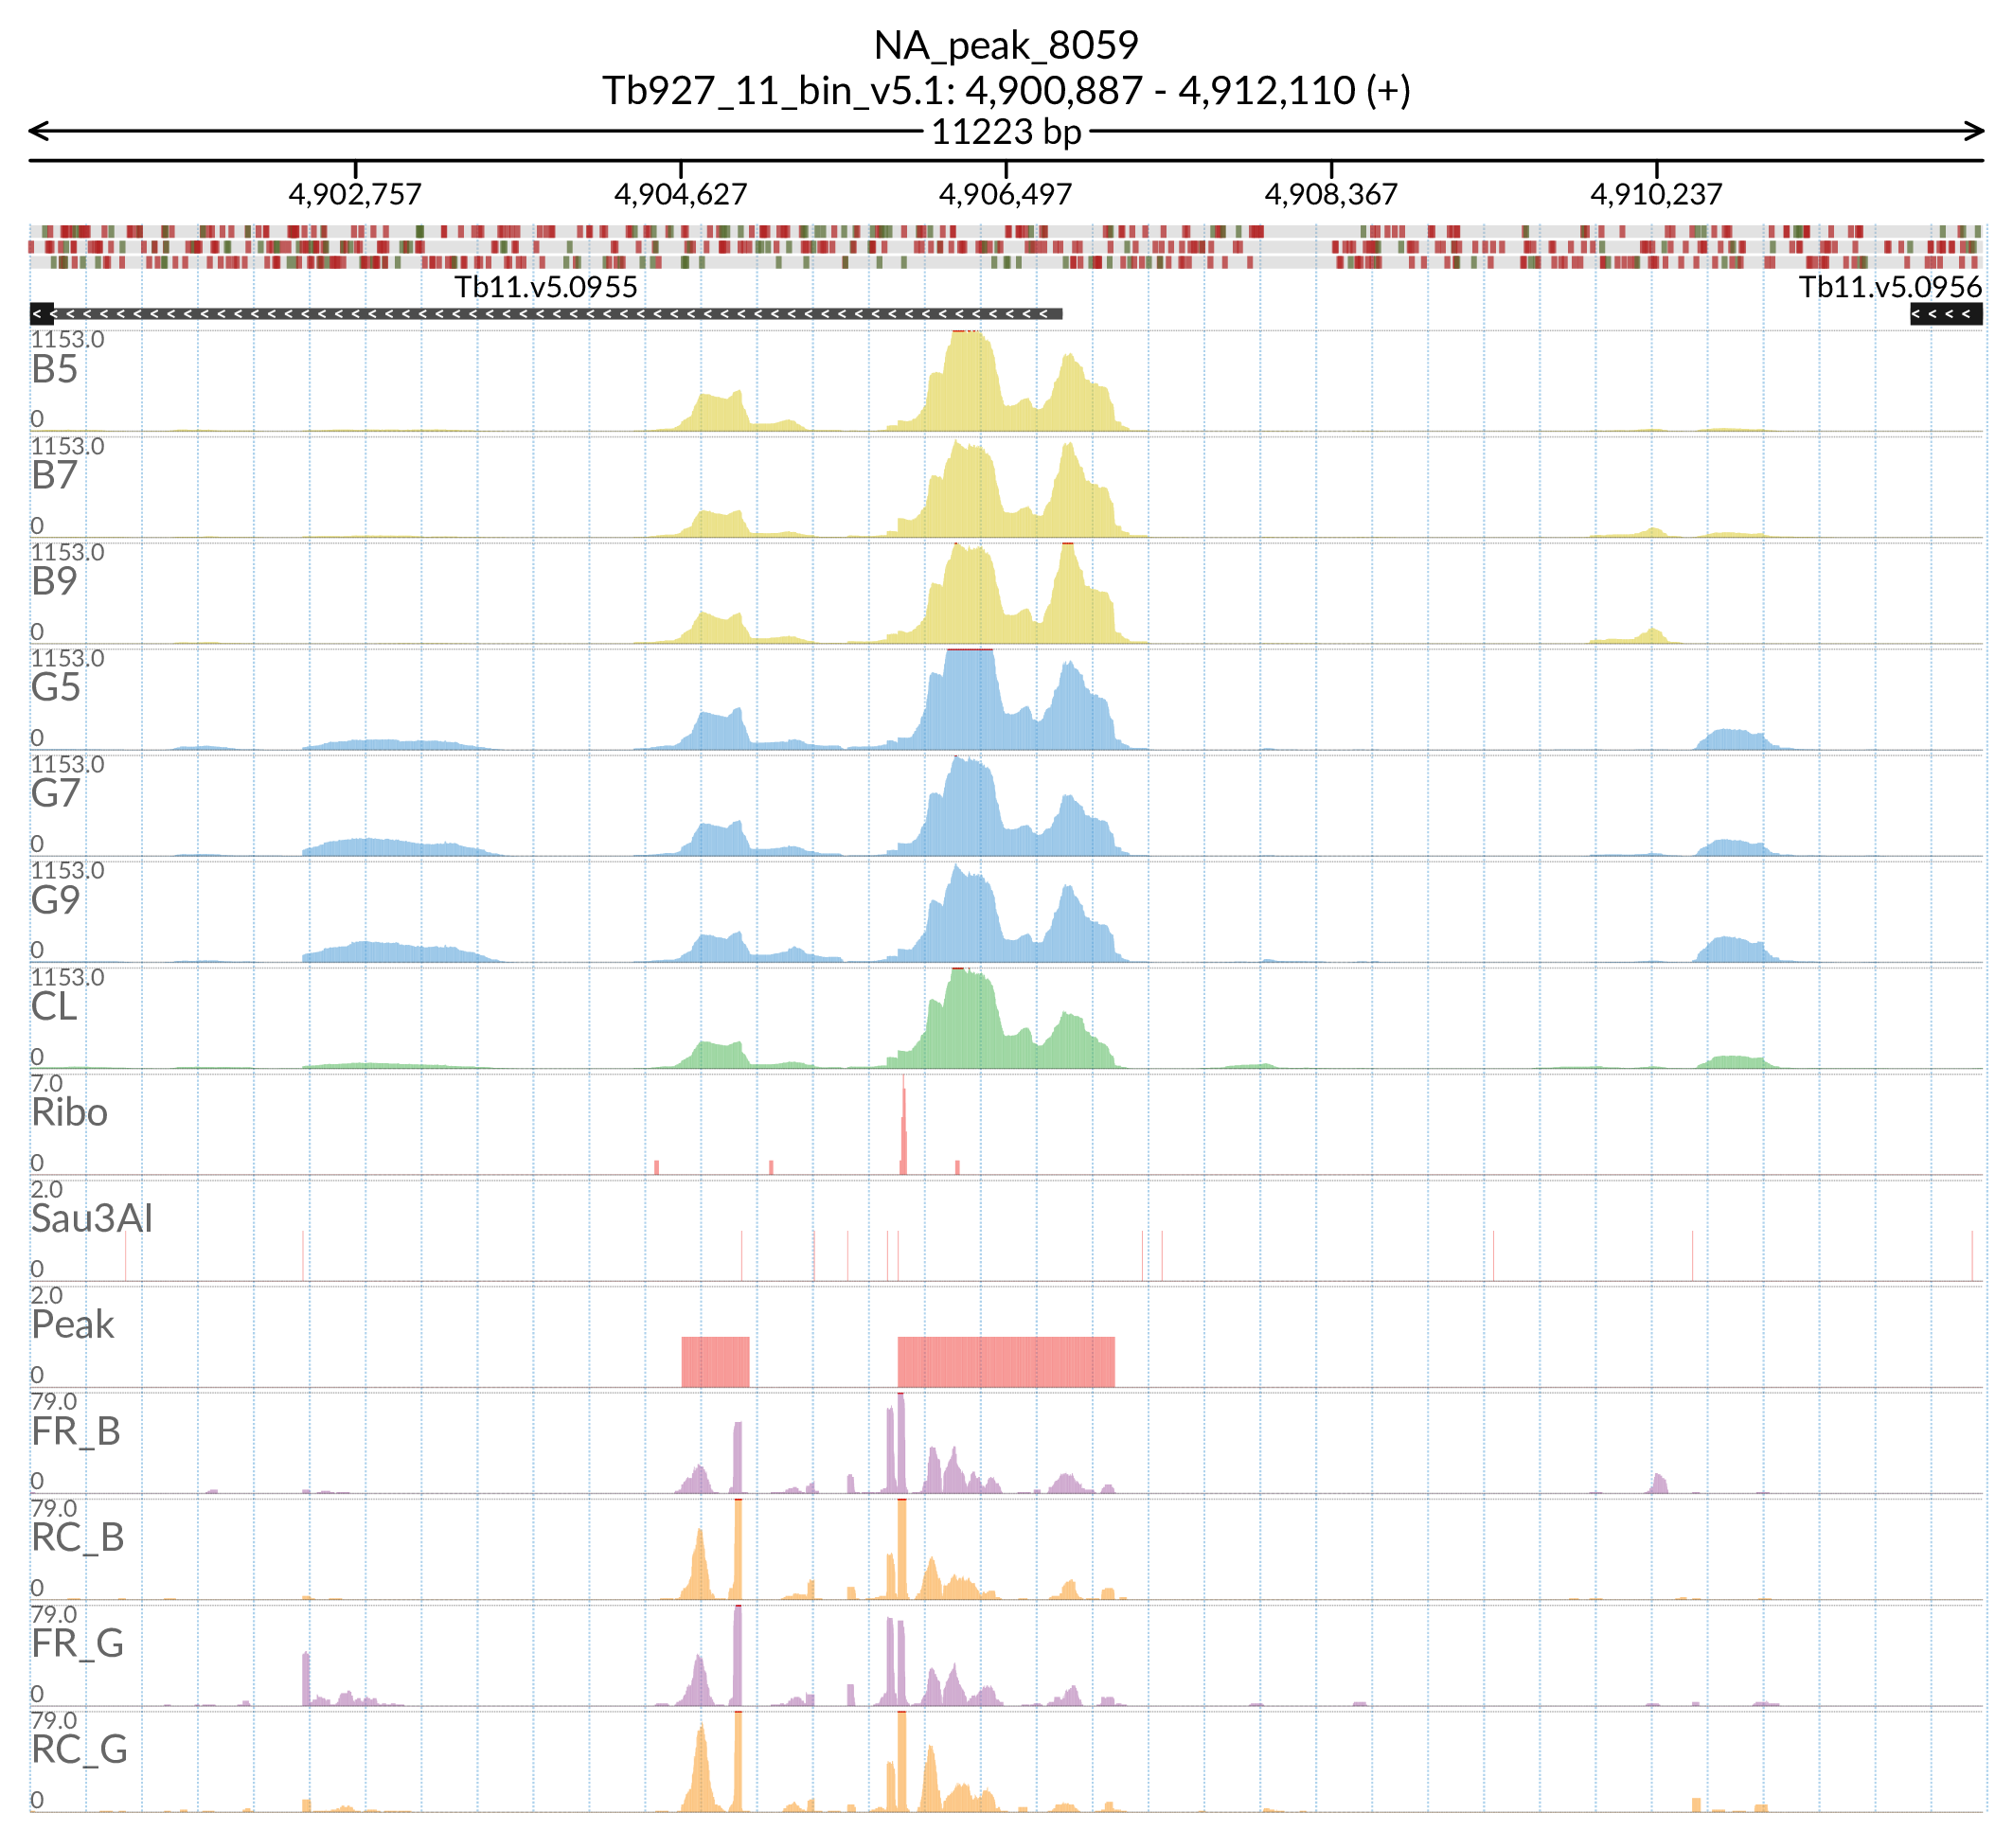 NA_peak_8059
Tb927_11_bin_v5.1: 4,900,887 - 4,912,110 (+)
11223 bp
4,902,757 4,904,627 4,906,497 4,908,367 4,910,237
Tb11.v5.0955 Tb11.v5.0956
1153.0
B5
0
1153.0
B7
0
1153.0
B9
0
1153.0
G5
0
1153.0
G7
0
1153.0
G9
0
1153.0
CL
0
7.0
Ribo
0
2.0
Sau3AI
0
2.0
Peak
0
79.0
FR_B
0
79.0
RC_B
0
79.0
FR_G
0
79.0
RC_G
0